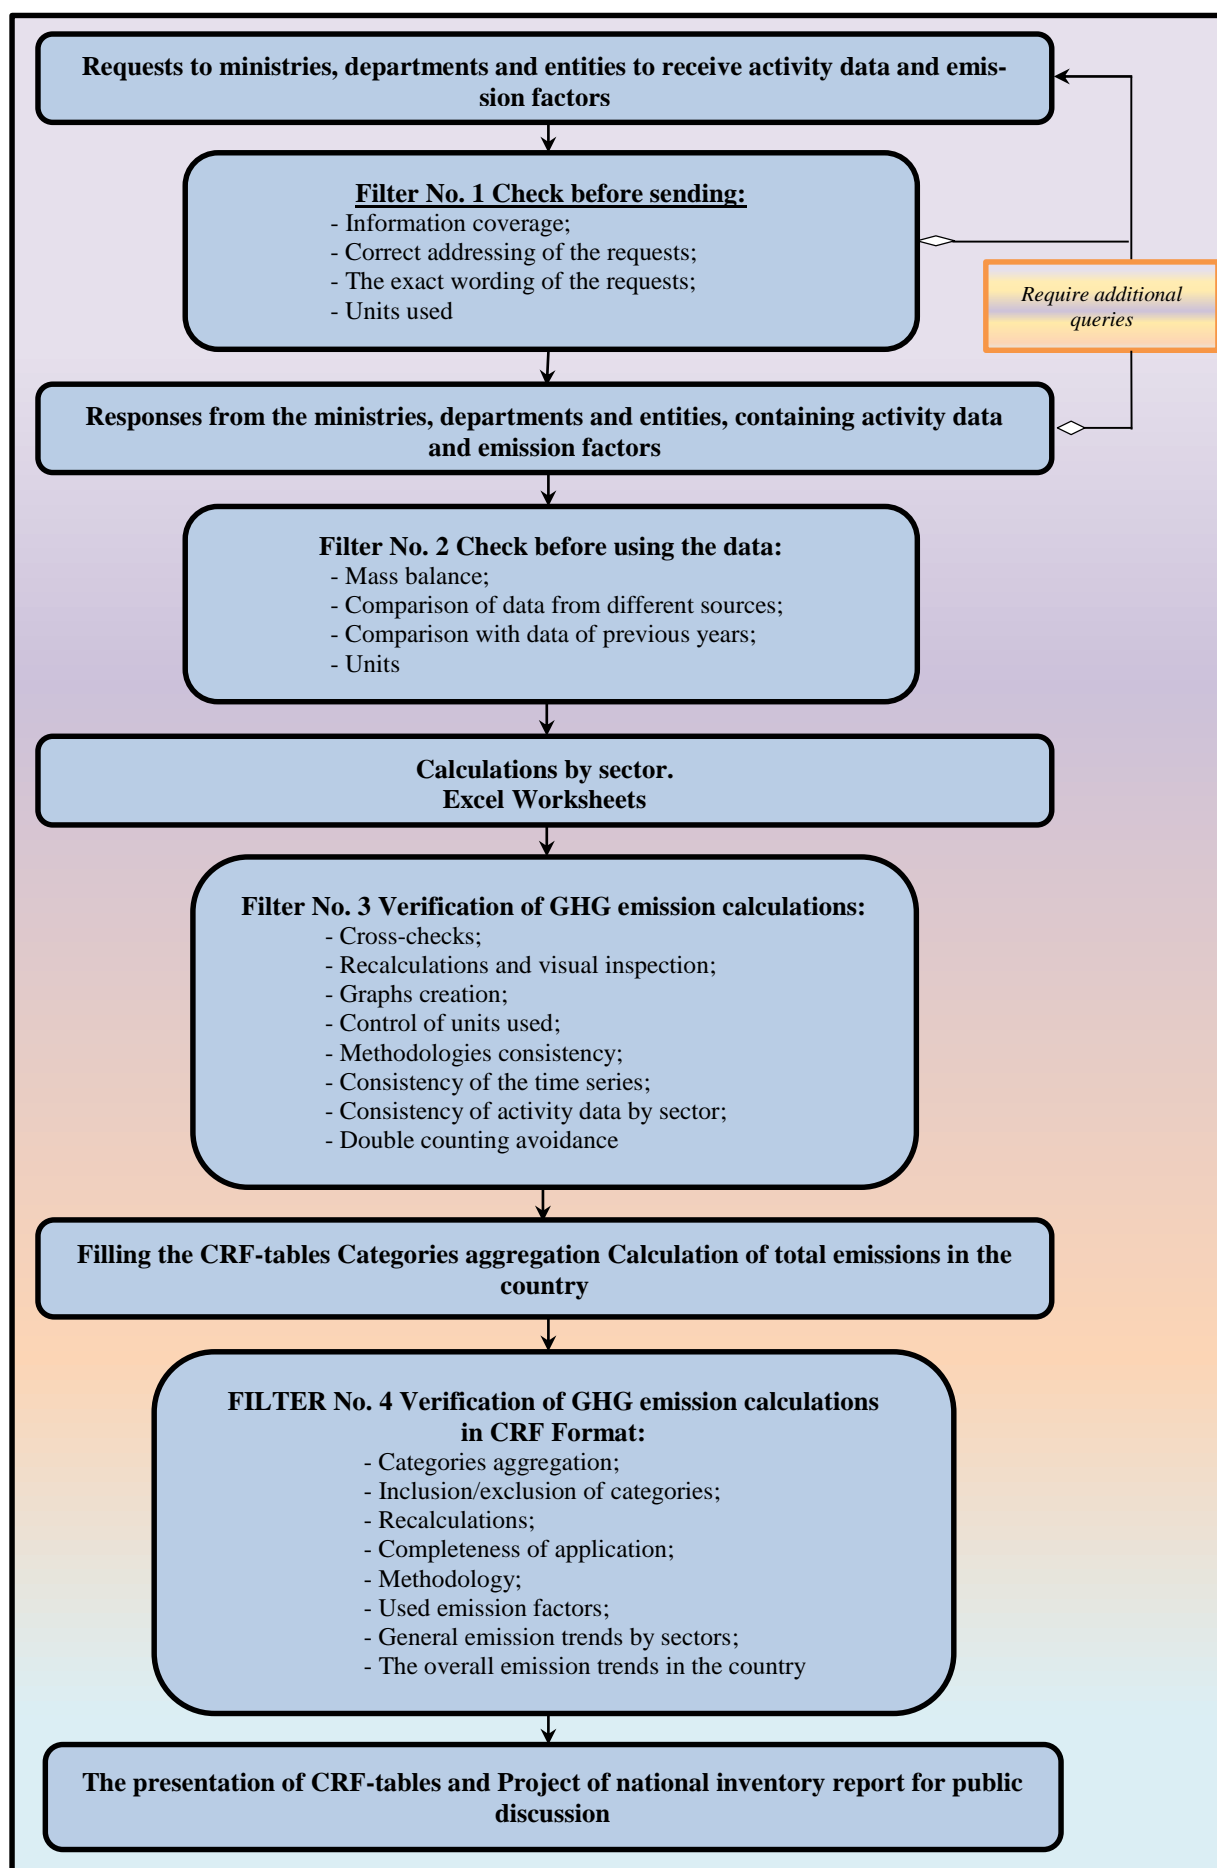 Requests to ministries, departments and entities to receive activity data and emis-
sion factors
Filter No. 1 Check before sending:
- Information coverage;
- Correct addressing of the requests;
- The exact wording of the requests;
- Units used
Require additional
queries
Responses from the ministries, departments and entities, containing activity data
and emission factors
Filter No. 2 Check before using the data:
- Mass balance;
- Comparison of data from different sources;
- Comparison with data of previous years;
- Units
Calculations by sector.
Excel Worksheets
Filter No. 3 Verification of GHG emission calculations:
- Cross-checks;
- Recalculations and visual inspection;
- Graphs creation;
- Control of units used;
- Methodologies consistency;
- Consistency of the time series;
- Consistency of activity data by sector;
- Double counting avoidance
Filling the CRF-tables Categories aggregation Calculation of total emissions in the
country
FILTER No. 4 Verification of GHG emission calculations
in CRF Format:
- Categories aggregation;
- Inclusion/exclusion of categories;
- Recalculations;
- Completeness of application;
- Methodology;
- Used emission factors;
- General emission trends by sectors;
- The overall emission trends in the country
The presentation of CRF-tables and Project of national inventory report for public
discussion